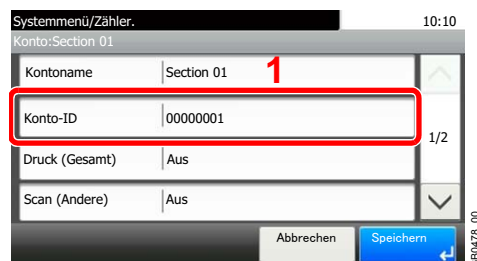 Systemmenü/Zähler. 10:10
Konto:Section 01
Kontoname Section 01 1
Konto-ID 00000001
1/2
Druck (Gesamt) Aus
Scan (Andere) Aus
Abbrechen Speichern